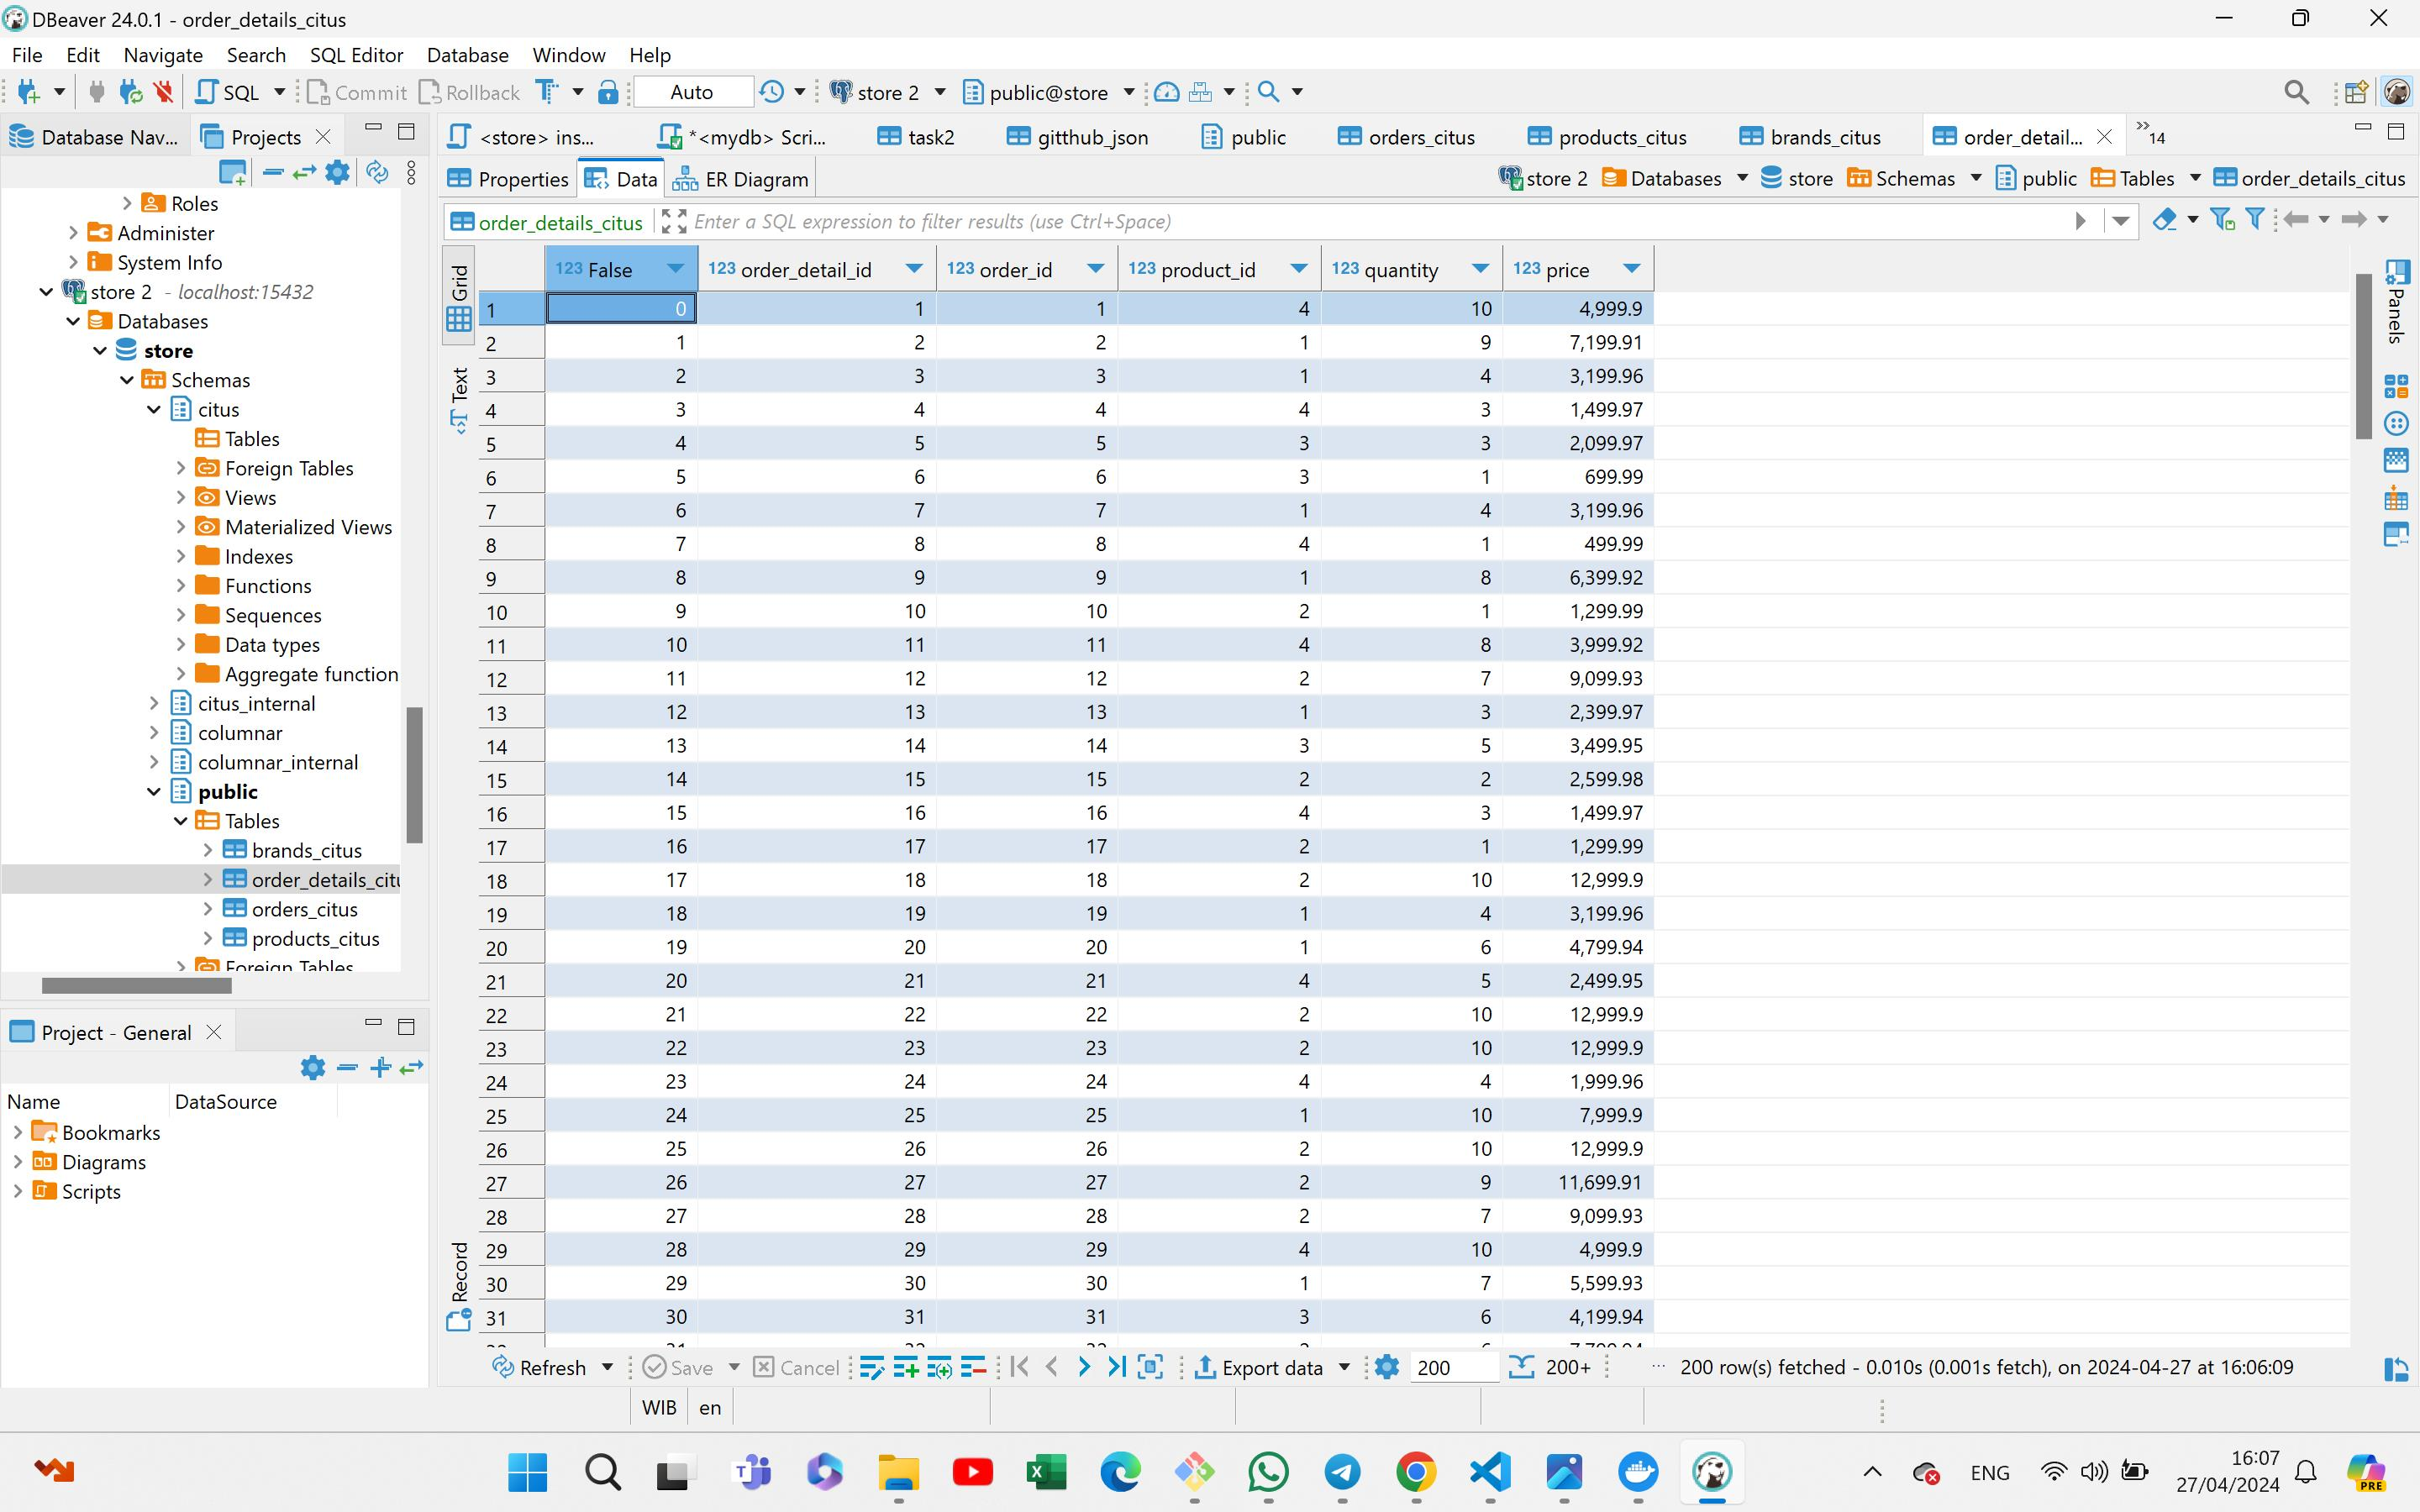 DBeaver 24.0.1 - order_details_citus
File Edit Navigate Search SQL Editor Database Window Help
SQL Commit Rollback Auto store 2 public@store
Database Nav... Projects
<store> ins... *<mydb> Scri... task2 gitthub_json public orders_citus products_citus brands_citus order_detail... »14
Properties Data ER Diagram store 2 Databases store Schemas public Tables order_details_citus
order_details_citus Enter a SQL expression to filter results (use Ctrl+Space)
Roles
Administer
System Info
store 2 - localhost:15432
Databases
store
Schemas
citus
Tables
Foreign Tables
Views
Materialized Views
Indexes
Functions
Sequences
Data types
Aggregate function
citus_internal
columnar
columnar_internal
public
Tables
brands_citus
order_details_citu
orders_citus
products_citus
Foreign Tables
Project - General
Name DataSource
Bookmarks
Diagrams
Scripts
Grid
Text
Record
Panels
123 False 123 order_detail_id 123 order_id 123 product_id 123 quantity 123 price
1 0 1 1 4 10 4,999.9
2 1 2 2 1 9 7,199.91
3 2 3 3 1 4 3,199.96
4 3 4 4 4 3 1,499.97
5 4 5 5 3 3 2,099.97
6 5 6 6 3 1 699.99
7 6 7 7 1 4 3,199.96
8 7 8 8 4 1 499.99
9 8 9 9 1 8 6,399.92
10 9 10 10 2 1 1,299.99
11 10 11 11 4 8 3,999.92
12 11 12 12 2 7 9,099.93
13 12 13 13 1 3 2,399.97
14 13 14 14 3 5 3,499.95
15 14 15 15 2 2 2,599.98
16 15 16 16 4 3 1,499.97
17 16 17 17 2 1 1,299.99
18 17 18 18 2 10 12,999.9
19 18 19 19 1 4 3,199.96
20 19 20 20 1 6 4,799.94
21 20 21 21 4 5 2,499.95
22 21 22 22 2 10 12,999.9
23 22 23 23 2 10 12,999.9
24 23 24 24 4 4 1,999.96
25 24 25 25 1 10 7,999.9
26 25 26 26 2 10 12,999.9
27 26 27 27 2 9 11,699.91
28 27 28 28 2 7 9,099.93
29 28 29 29 4 10 4,999.9
30 29 30 30 1 7 5,599.93
31 30 31 31 3 6 4,199.94
Refresh Save Cancel Export data 200 200+ ... 200 row(s) fetched - 0.010s (0.001s fetch), on 2024-04-27 at 16:06:09
WIB en
ENG 16:07
27/04/2024
PRE